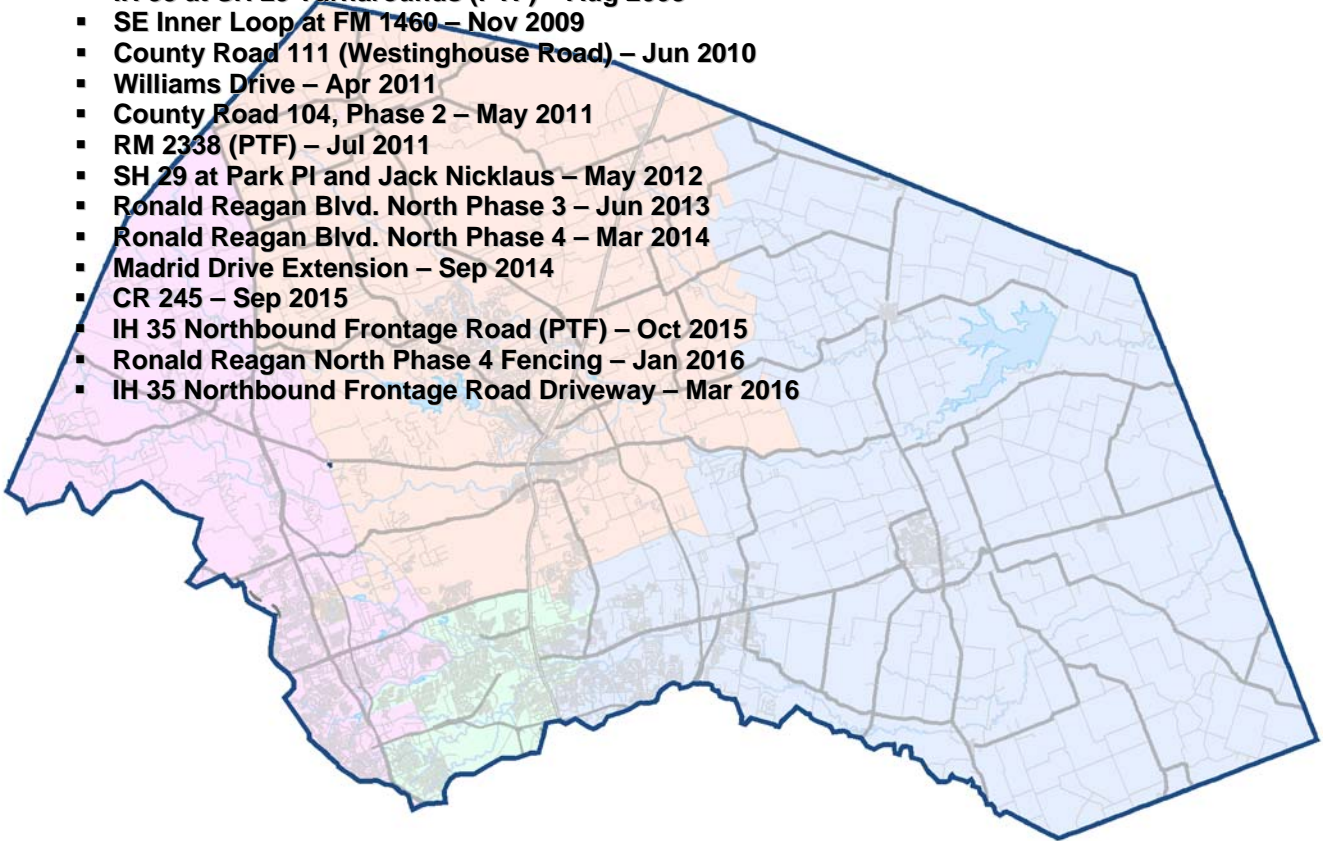 ▪ SE Inner Loop at FM 1460 – Nov 2009
▪ County Road 111 (Westinghouse Road) – Jun 2010
▪ Williams Drive – Apr 2011
▪ County Road 104, Phase 2 – May 2011
▪ RM 2338 (PTF) – Jul 2011
▪ SH 29 at Park Pl and Jack Nicklaus – May 2012
▪ Ronald Reagan Blvd. North Phase 3 – Jun 2013
▪ Ronald Reagan Blvd. North Phase 4 – Mar 2014
▪ Madrid Drive Extension – Sep 2014
▪ CR 245 – Sep 2015
▪ IH 35 Northbound Frontage Road (PTF) – Oct 2015
▪ Ronald Reagan North Phase 4 Fencing – Jan 2016
▪ IH 35 Northbound Frontage Road Driveway – Mar 2016